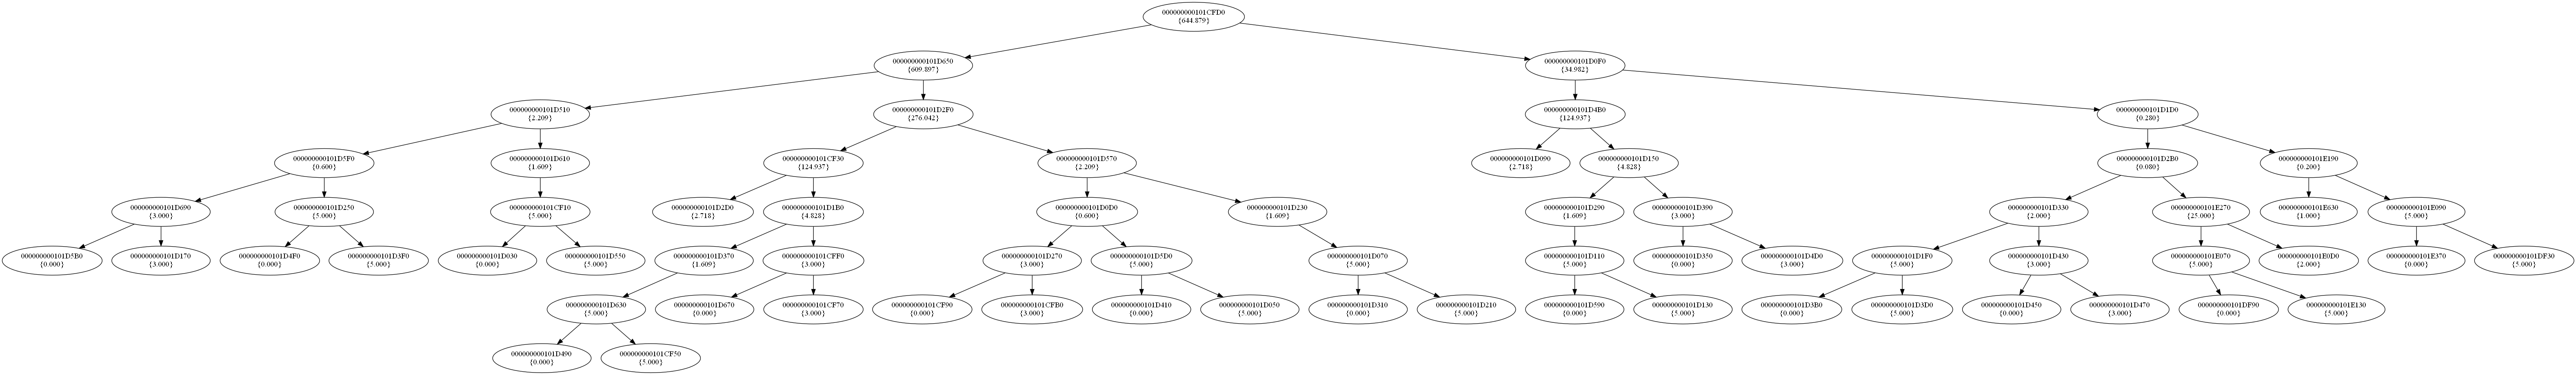 000000000101CFD0
{644.879}
000000000101D650
{609.897}
000000000101D0F0
{34.982}
000000000101D510
{2.209}
000000000101D2F0
{276.042}
000000000101D4B0
{124.937}
000000000101D1D0
{0.280}
000000000101D5F0
{0.600}
000000000101D610
{1.609}
000000000101CF30
{124.937}
000000000101D570
{2.209}
000000000101D090
{2.718}
000000000101D150
{4.828}
000000000101D2B0
{0.080}
000000000101E190
{0.200}
000000000101D690
{3.000}
000000000101D250
{5.000}
000000000101CF10
{5.000}
000000000101D2D0
{2.718}
000000000101D1B0
{4.828}
000000000101D0D0
{0.600}
000000000101D230
{1.609}
000000000101D290
{1.609}
000000000101D390
{3.000}
000000000101D330
{2.000}
000000000101E270
{25.000}
000000000101E630
{1.000}
000000000101E090
{5.000}
000000000101D5B0
{0.000}
000000000101D170
{3.000}
000000000101D4F0
{0.000}
000000000101D3F0
{5.000}
000000000101D030
{0.000}
000000000101D550
{5.000}
000000000101D370
{1.609}
000000000101CFF0
{3.000}
000000000101D270
{3.000}
000000000101D5D0
{5.000}
000000000101D070
{5.000}
000000000101D110
{5.000}
000000000101D350
{0.000}
000000000101D4D0
{3.000}
000000000101D1F0
{5.000}
000000000101D430
{3.000}
000000000101E070
{5.000}
000000000101E0D0
{2.000}
000000000101E370
{0.000}
000000000101DF30
{5.000}
000000000101D630
{5.000}
000000000101D670
{0.000}
000000000101CF70
{3.000}
000000000101CF90
{0.000}
000000000101CFB0
{3.000}
000000000101D410
{0.000}
000000000101D050
{5.000}
000000000101D310
{0.000}
000000000101D210
{5.000}
000000000101D590
{0.000}
000000000101D130
{5.000}
000000000101D3B0
{0.000}
000000000101D3D0
{5.000}
000000000101D450
{0.000}
000000000101D470
{3.000}
000000000101DF90
{0.000}
000000000101E130
{5.000}
000000000101D490
{0.000}
000000000101CF50
{5.000}